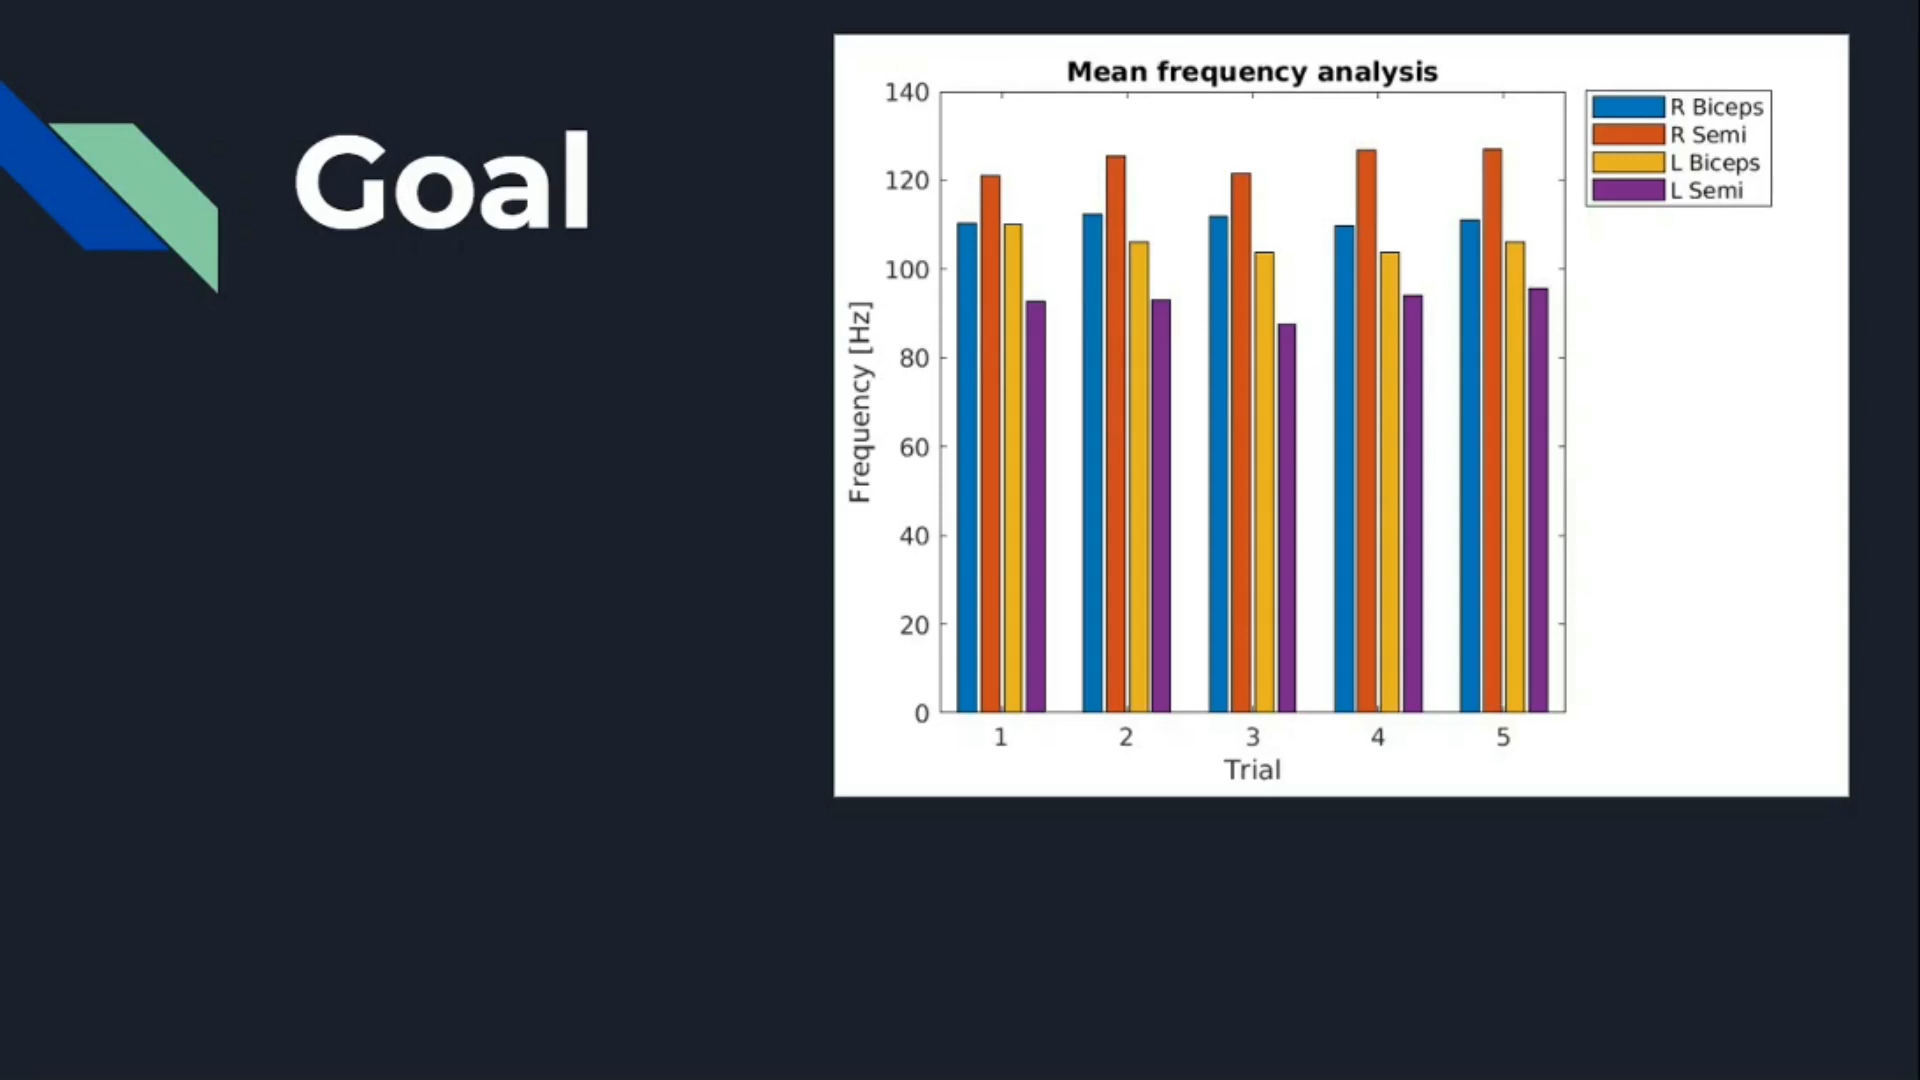 Goal
Mean frequency analysis
140
120
100
80
60
40
20
0
Frequency [Hz]
1 2 3 4 5
Trial
R Biceps
R Semi
L Biceps
L Semi